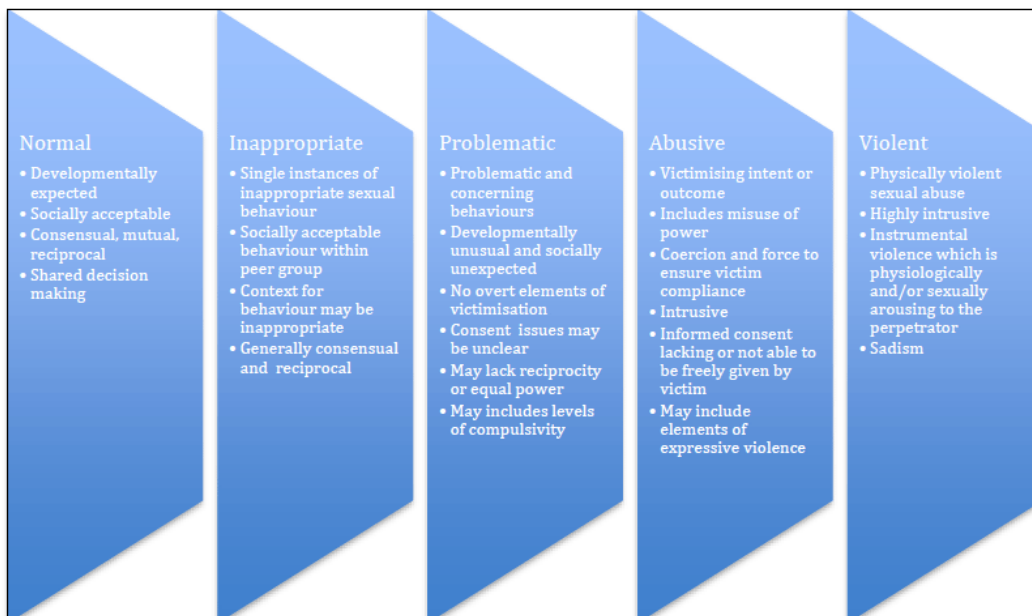 Normal
• Developmentally
expected
• Socially acceptable
• Consensual, mutual,
reciprocal
• Shared decision
making
Inappropriate
• Single instances of
inappropriate sexual
behaviour
• Socially acceptable
behaviour within
peer group
• Context for
behaviour may be
inappropriate
• Generally consensual
and reciprocal
Problematic
• Problematic and
concerning
behaviours
• Developmentally
unusual and socially
unexpected
• No overt elements of
victimisation
• Consent issues may
be unclear
• May lack reciprocity
or equal power
• May includes levels
of compulsivity
Abusive
• Victimising intent or
outcome
• Includes misuse of
power
• Coercion and force to
ensure victim
compliance
• Intrusive
• Informed consent
lacking or not able to
be freely given by
victim
• May include
elements of
expressive violence
Violent
• Physically violent
sexual abuse
• Highly intrusive
• Instrumental
violence which is
physiologically
and/or sexually
arousing to the
perpetrator
• Sadism